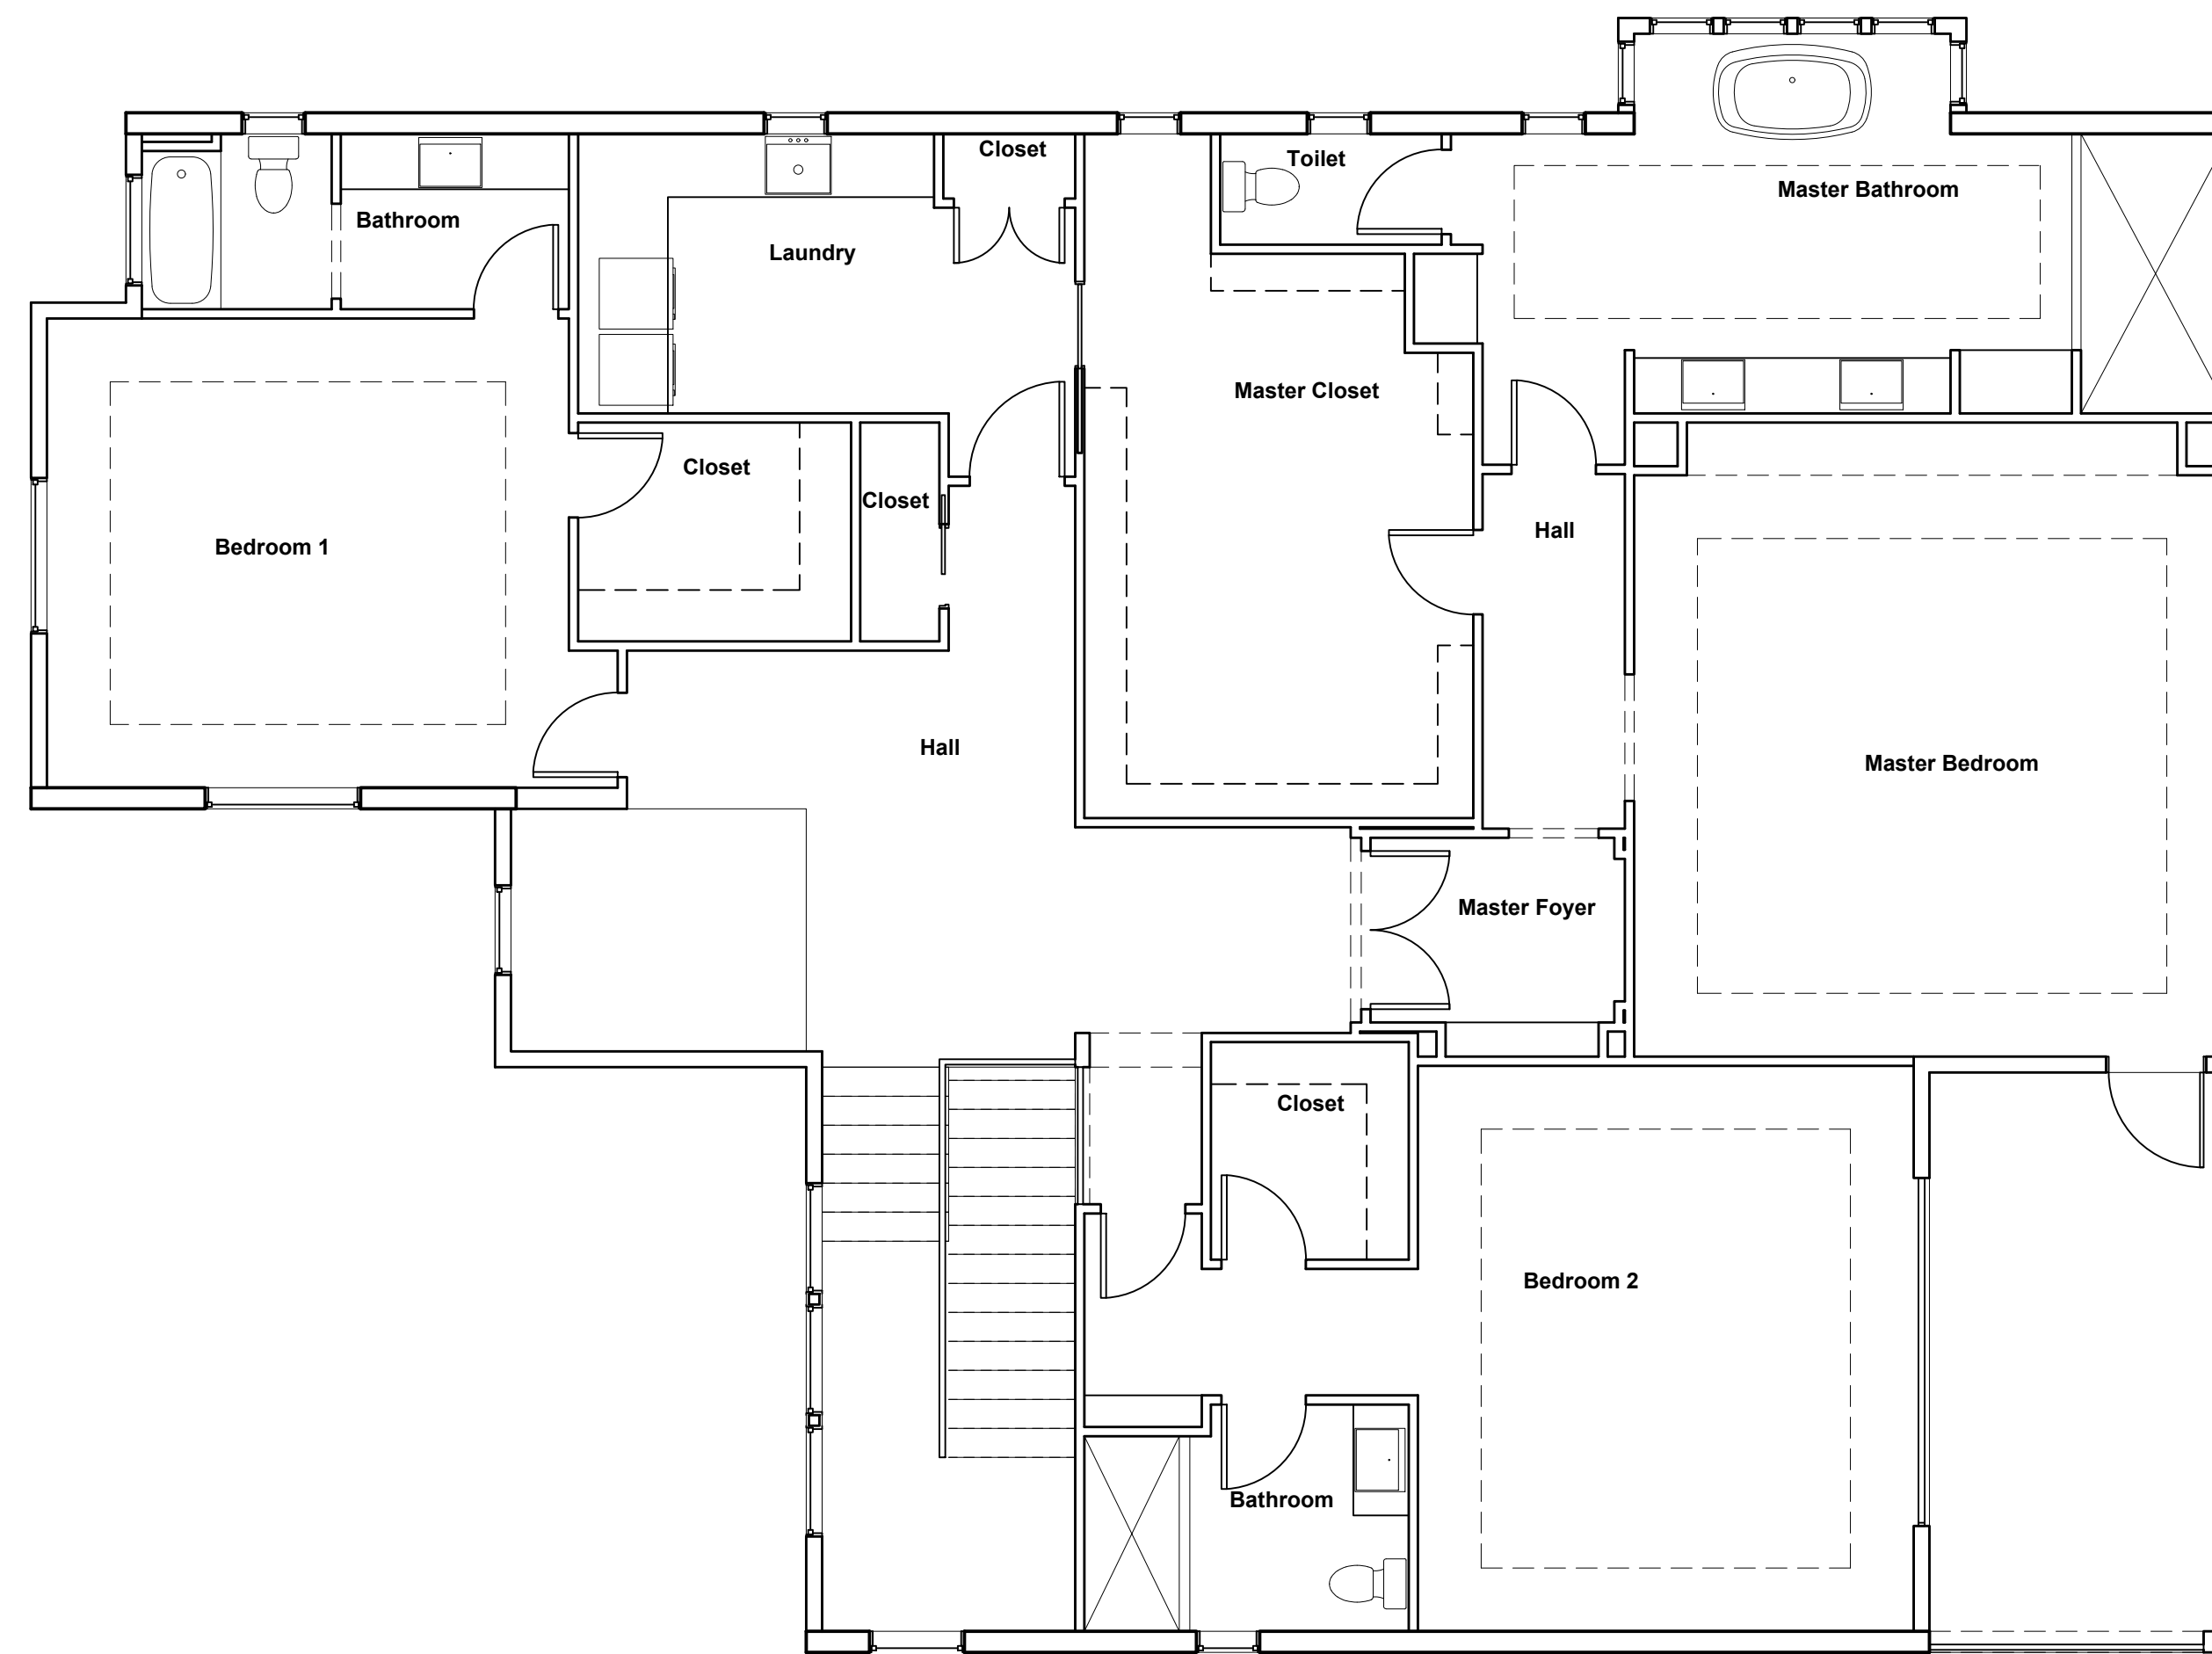 Closet
Toilet
Master Bathroom
Bathroom
Laundry
Master Closet
Closet
Closet
Hall
Bedroom 1
Hall
Master Bedroom
Master Foyer
Closet
Bedroom 2
Bathroom